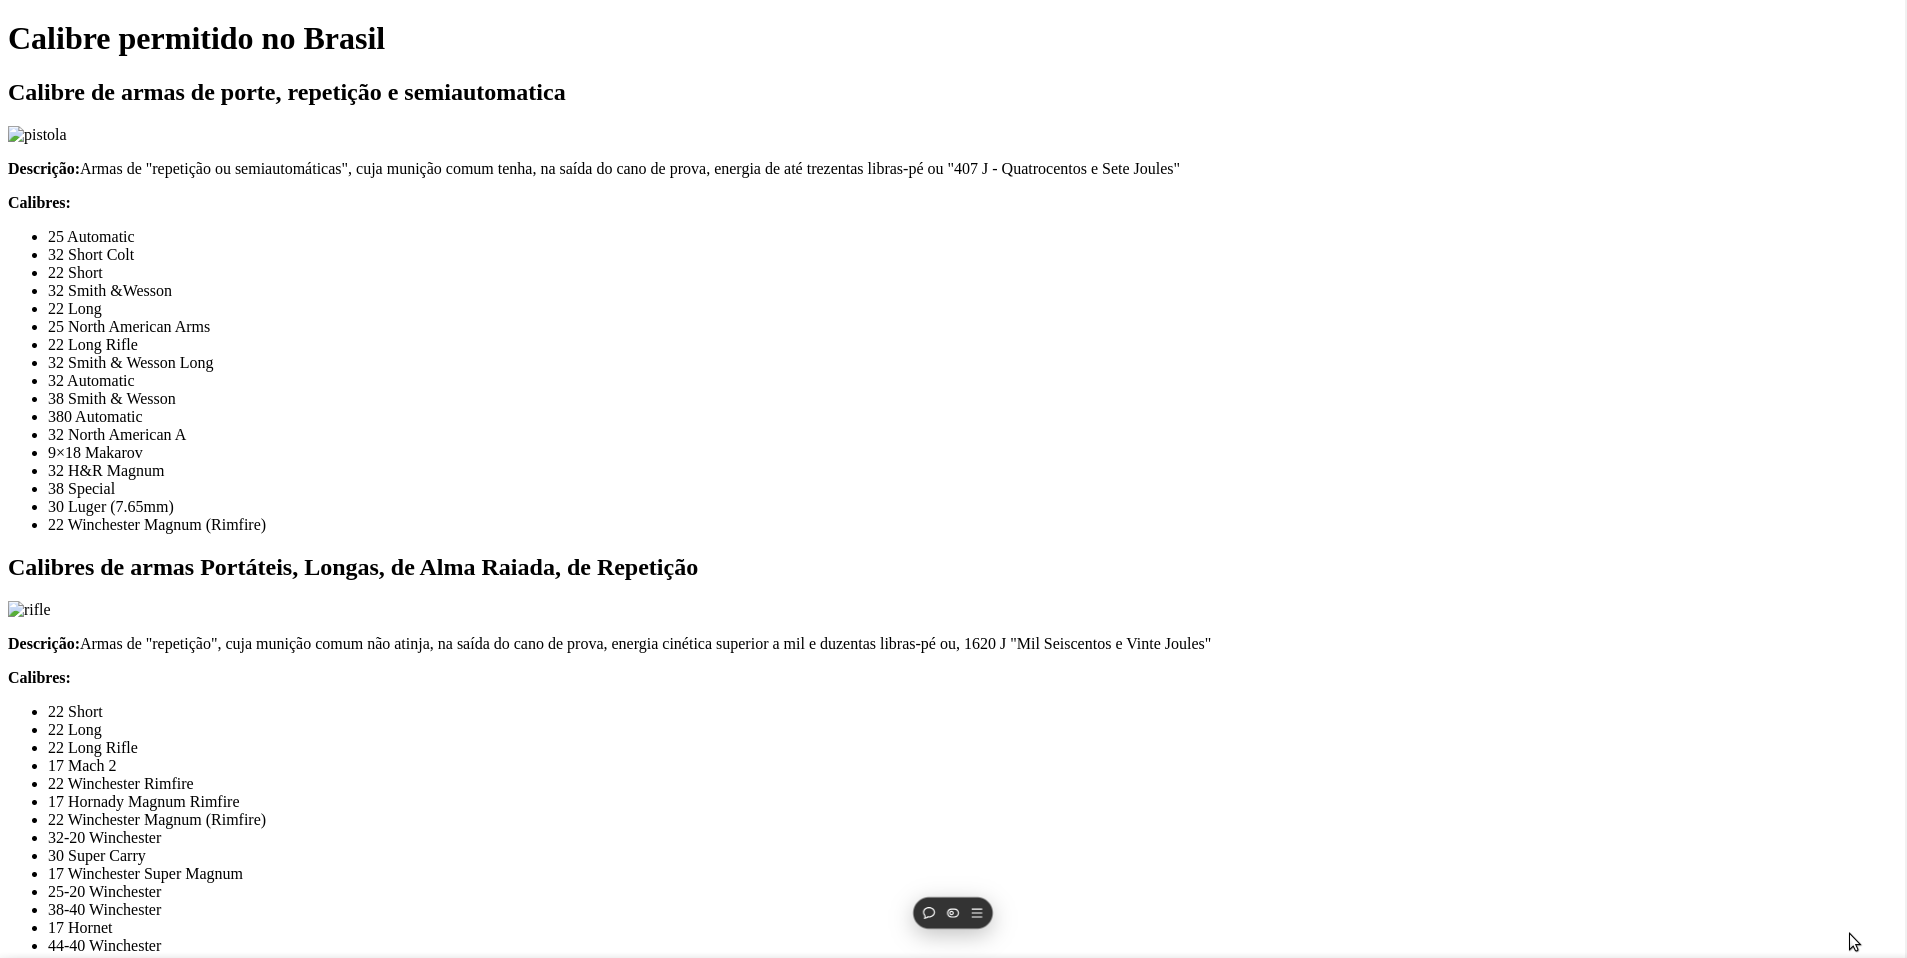 Calibre permitido no Brasil
Calibre de armas de porte, repetição e semiautomatica
pistola
Descrição:Armas de "repetição ou semiautomáticas", cuja munição comum tenha, na saída do cano de prova, energia de até trezentas libras-pé ou "407 J - Quatrocentos e Sete Joules"
Calibres:
25 Automatic
32 Short Colt
22 Short
32 Smith &Wesson
22 Long
25 North American Arms
22 Long Rifle
32 Smith & Wesson Long
32 Automatic
38 Smith & Wesson
380 Automatic
32 North American A
9×18 Makarov
32 H&R Magnum
38 Special
30 Luger (7.65mm)
22 Winchester Magnum (Rimfire)
Calibres de armas Portáteis, Longas, de Alma Raiada, de Repetição
rifle
Descrição:Armas de "repetição", cuja munição comum não atinja, na saída do cano de prova, energia cinética superior a mil e duzentas libras-pé ou, 1620 J "Mil Seiscentos e Vinte Joules"
Calibres:
22 Short
22 Long
22 Long Rifle
17 Mach 2
22 Winchester Rimfire
17 Hornady Magnum Rimfire
22 Winchester Magnum (Rimfire)
32-20 Winchester
30 Super Carry
17 Winchester Super Magnum
25-20 Winchester
38-40 Winchester
17 Hornet
44-40 Winchester